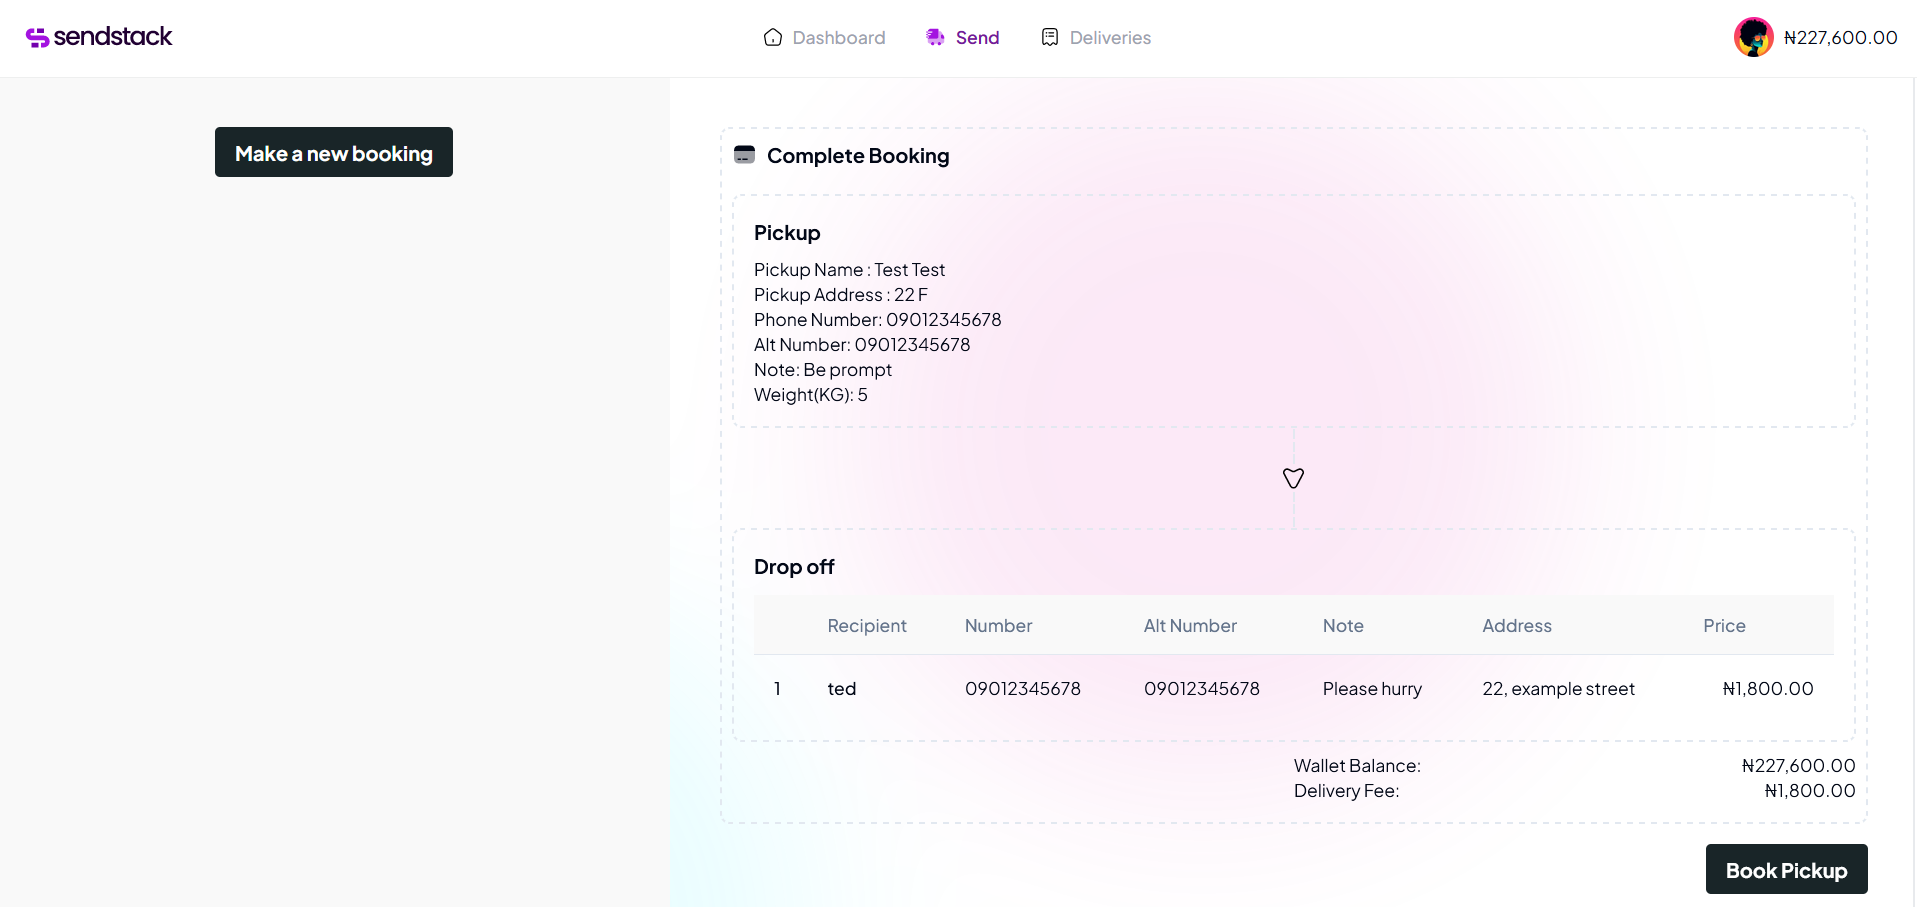 sendstack
Dashboard
Send
Deliveries
₦227,600.00
Make a new booking
Complete Booking
Pickup
Pickup Name : Test Test
Pickup Address : 22 F
Phone Number: 09012345678
Alt Number: 09012345678
Note: Be prompt
Weight(KG): 5
Drop off
Recipient Number Alt Number Note Address Price
1 ted 09012345678 09012345678 Please hurry 22, example street ₦1,800.00
Wallet Balance: ₦227,600.00
Delivery Fee: ₦1,800.00
Book Pickup